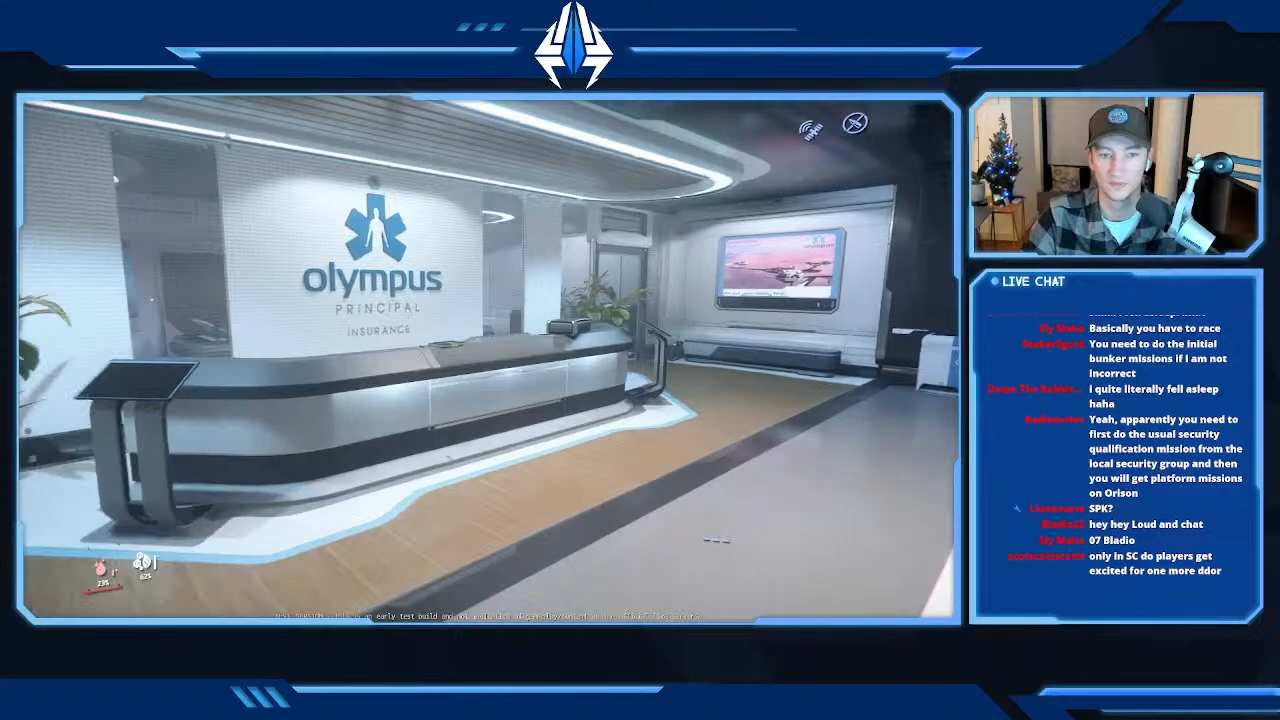 olympus
PRINCIPAL
INSURANCE
LIVE CHAT
Sly Mako Basically you have to race
You need to do the initial
bunker missions if I am not
incorrect
i quite literally fell asleep
haha
Yeah, apparently you need to
first do the usual security
qualification mission from the
local security group and then
you will get platform missions
on Orison
SPK?
Bladio22 hey hey Loud and chat
Sly Mako 07 Bladio
only in SC do players get
excited for one more ddor